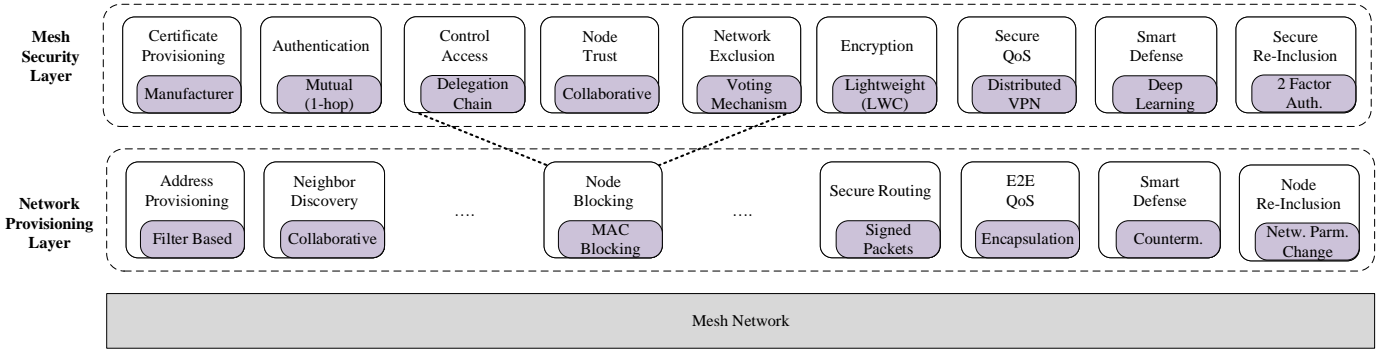 Mesh
Security
Layer
Certificate
Provisioning
Manufacturer
Authentication
Mutual
(1-hop)
Control
Access
Delegation
Chain
Node
Trust
Collaborative
Network
Exclusion
Voting
Mechanism
Encryption
Lightweight
(LWC)
Secure
QoS
Distributed
VPN
Smart
Defense
Deep
Learning
Secure
Re-Inclusion
2 Factor
Auth.
Network
Provisioning
Layer
Address
Provisioning
Filter Based
Neighbor
Discovery
Collaborative
....
Node
Blocking
MAC
Blocking
....
Secure Routing
Signed
Packets
E2E
QoS
Encapsulation
Smart
Defense
Counterm.
Node
Re-Inclusion
Netw. Parm.
Change
Mesh Network